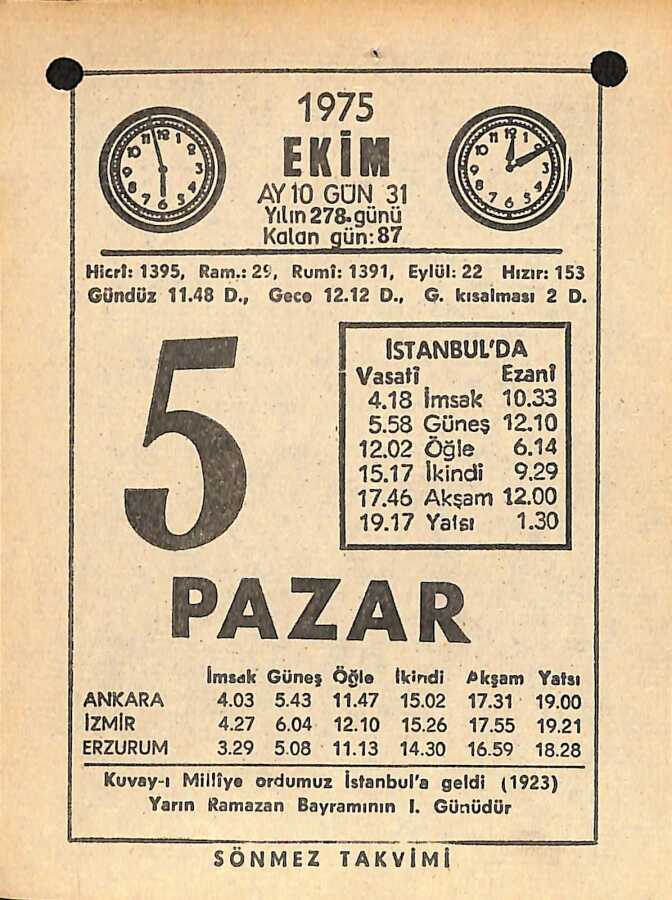 1975
EKİM
AY 10 GÜN 31
Yılın 278. günü
Kalan gün: 87
Hicrî: 1395, Ram.: 29, Rumî: 1391, Eylül: 22 Hızır: 153
Gündüz 11.48 D., Gece 12.12 D., G. kısalması 2 D.
5
İSTANBUL'DA
Vasatî Ezanî
4.18 İmsak 10.33
5.58 Güneş 12.10
12.02 Öğle 6.14
15.17 İkindi 9.29
17.46 Akşam 12.00
19.17 Yatsı 1.30
PAZAR
İmsak Güneş Öğle İkindi Akşam Yatsı
ANKARA 4.03 5.43 11.47 15.02 17.31 19.00
İZMİR 4.27 6.04 12.10 15.26 17.55 19.21
ERZURUM 3.29 5.08 11.13 14.30 16.59 18.28
Kuvay-ı Millîye ordumuz İstanbul'a geldi (1923)
Yarın Ramazan Bayramının I. Günüdür
SÖNMEZ TAKVİMİ